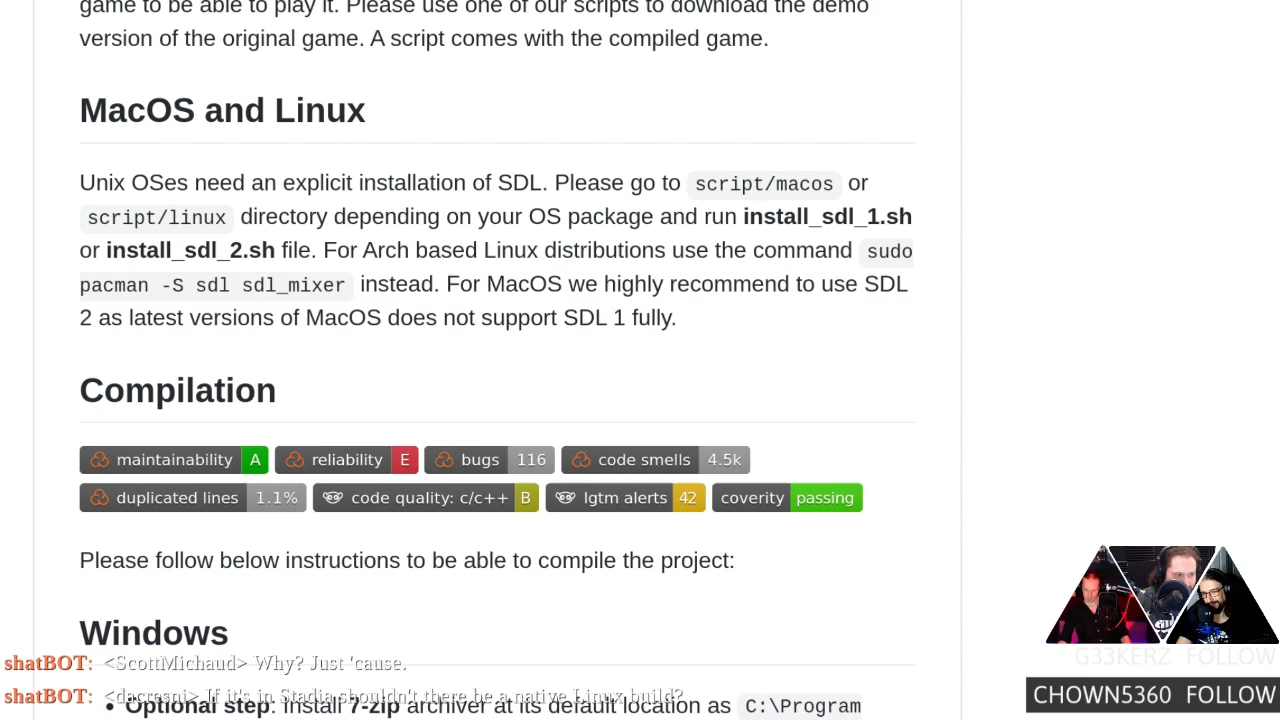 game to be able to play it. Please use one of our scripts to download the demo
version of the original game. A script comes with the compiled game.
MacOS and Linux
Unix OSes need an explicit installation of SDL. Please go to script/macos or
script/linux directory depending on your OS package and run install_sdl_1.sh
or install_sdl_2.sh file. For Arch based Linux distributions use the command sudo
pacman -S sdl sdl_mixer instead. For MacOS we highly recommend to use SDL
2 as latest versions of MacOS does not support SDL 1 fully.
Compilation
maintainability A reliability E bugs 116 code smells 4.5k
duplicated lines 1.1% code quality: c/c++ B lgtm alerts 42 coverity passing
Please follow below instructions to be able to compile the project:
Windows
shatBOT: <ScottMichaud> Why? Just 'cause.
shatBOT: <dacresni> If it's in Stadia shouldn't there be a native Linux build?
• Optional step: Install 7-zip archiver at its default location as C:\Program
G33KERZ FOLLOW
CHOWN5360 FOLLOW